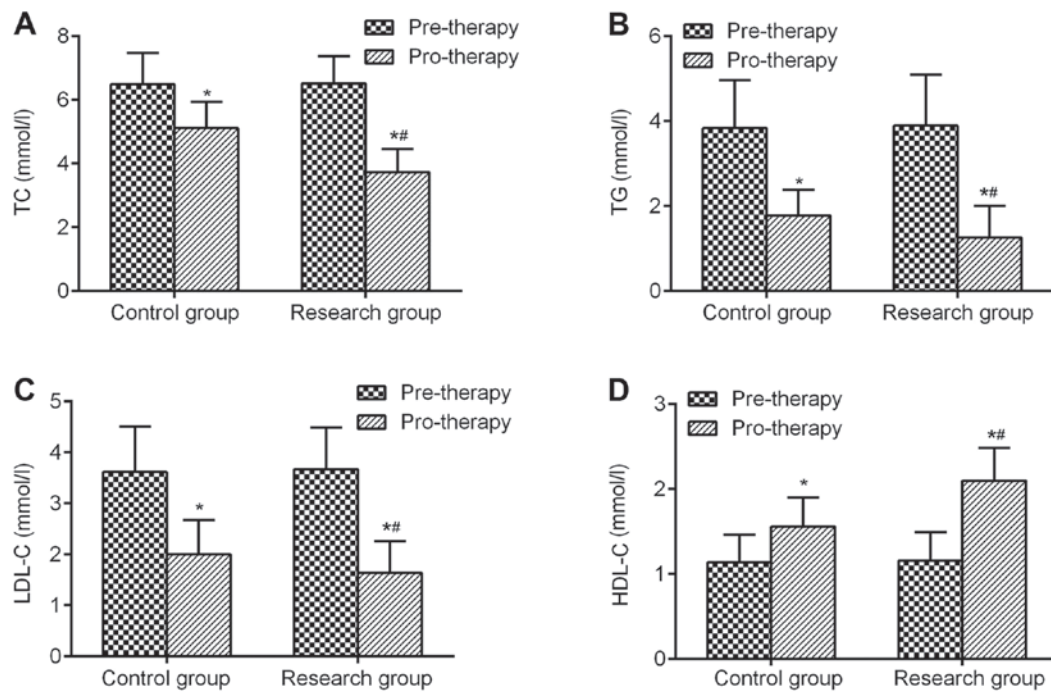 A
TC (mmol/l)
8
6
4
2
0
Pre-therapy
Pro-therapy
*
*#
Control group
Research group
B
TG (mmol/l)
6
4
2
0
Pre-therapy
Pro-therapy
*
*#
Control group
Research group
C
LDL-C (mmol/l)
5
4
3
2
1
0
Pre-therapy
Pro-therapy
*
*#
Control group
Research group
D
HDL-C (mmol/l)
3
2
1
0
Pre-therapy
Pro-therapy
*
*#
Control group
Research group